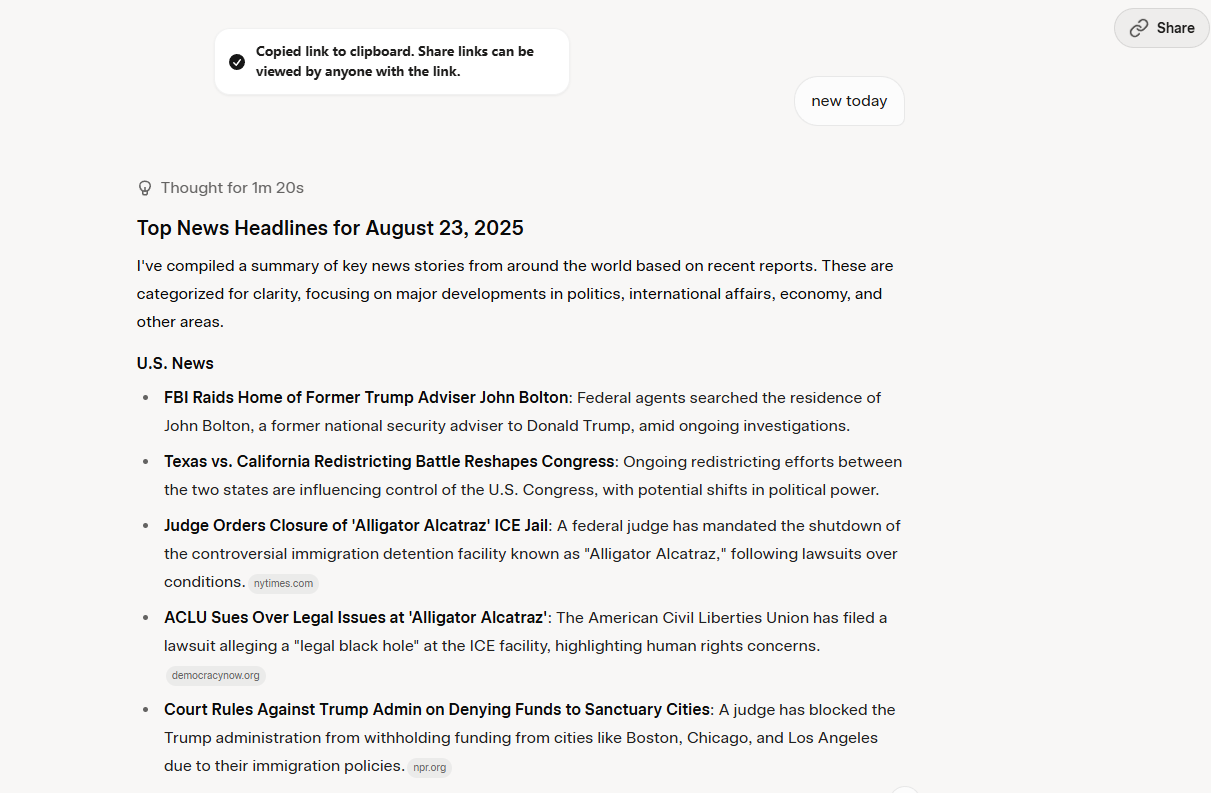 Share
Copied link to clipboard. Share links can be
viewed by anyone with the link.
new today
Thought for 1m 20s
Top News Headlines for August 23, 2025
I've compiled a summary of key news stories from around the world based on recent reports. These are
categorized for clarity, focusing on major developments in politics, international affairs, economy, and
other areas.
U.S. News
• FBI Raids Home of Former Trump Adviser John Bolton: Federal agents searched the residence of
John Bolton, a former national security adviser to Donald Trump, amid ongoing investigations.
• Texas vs. California Redistricting Battle Reshapes Congress: Ongoing redistricting efforts between
the two states are influencing control of the U.S. Congress, with potential shifts in political power.
• Judge Orders Closure of 'Alligator Alcatraz' ICE Jail: A federal judge has mandated the shutdown of
the controversial immigration detention facility known as "Alligator Alcatraz," following lawsuits over
conditions. nytimes.com
• ACLU Sues Over Legal Issues at 'Alligator Alcatraz': The American Civil Liberties Union has filed a
lawsuit alleging a "legal black hole" at the ICE facility, highlighting human rights concerns.
democracynow.org
• Court Rules Against Trump Admin on Denying Funds to Sanctuary Cities: A judge has blocked the
Trump administration from withholding funding from cities like Boston, Chicago, and Los Angeles
due to their immigration policies. npr.org